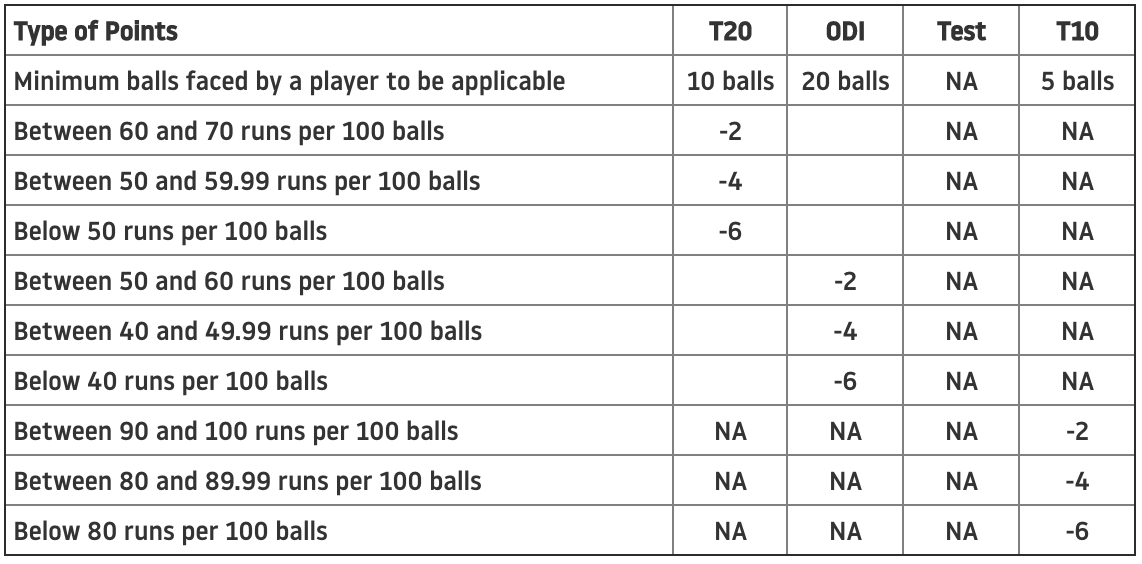 Type of Points T20 ODI Test T10
Minimum balls faced by a player to be applicable 10 balls 20 balls NA 5 balls
Between 60 and 70 runs per 100 balls -2 NA NA
Between 50 and 59.99 runs per 100 balls -4 NA NA
Below 50 runs per 100 balls -6 NA NA
Between 50 and 60 runs per 100 balls -2 NA NA
Between 40 and 49.99 runs per 100 balls -4 NA NA
Below 40 runs per 100 balls -6 NA NA
Between 90 and 100 runs per 100 balls NA NA NA -2
Between 80 and 89.99 runs per 100 balls NA NA NA -4
Below 80 runs per 100 balls NA NA NA -6